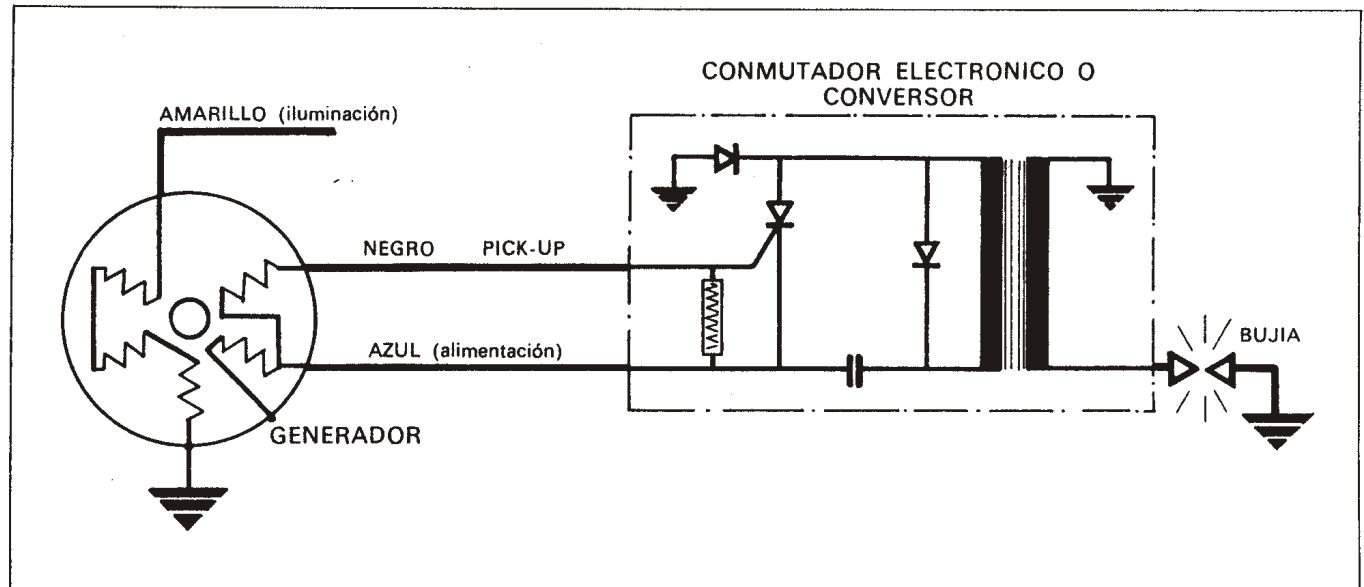 CONMUTADOR ELECTRONICO O
CONVERSOR
AMARILLO (iluminación)
NEGRO PICK-UP
AZUL (alimentación)
BUJIA
GENERADOR